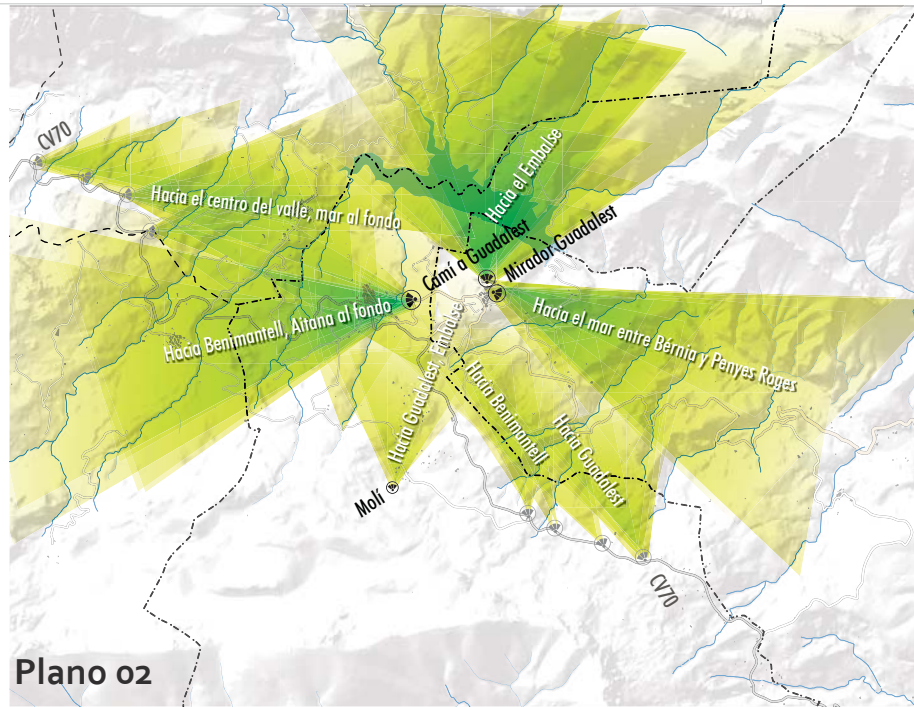 CV70
Hacia el centro del valle, mar al fondo
Hacia el Embalse
Mirador Guadalest
Camí a Guadalest
Hacia Benimantell, Aitana al fondo
Hacia el mar entre Bérnia y Penyes Roges
Hacia Guadalest, Embalse
Hacia Benimantell
Hacia Guadalest
Molí
CV70
Plano 02